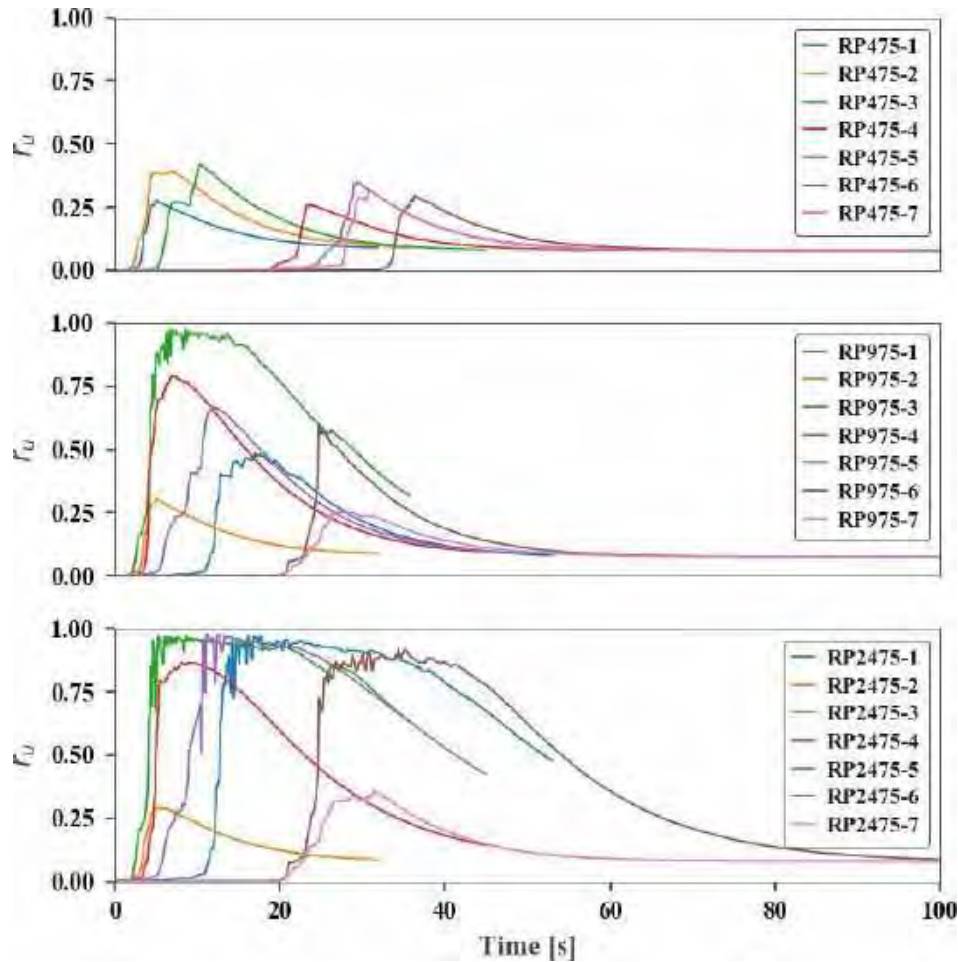 1.00
0.75
0.50
0.25
0.00
r_u
RP475-1
RP475-2
RP475-3
RP475-4
RP475-5
RP475-6
RP475-7
1.00
0.75
0.50
0.25
0.00
r_u
RP975-1
RP975-2
RP975-3
RP975-4
RP975-5
RP975-6
RP975-7
1.00
0.75
0.50
0.25
0.00
r_u
RP2475-1
RP2475-2
RP2475-3
RP2475-4
RP2475-5
RP2475-6
RP2475-7
0 20 40 60 80 100
Time [s]